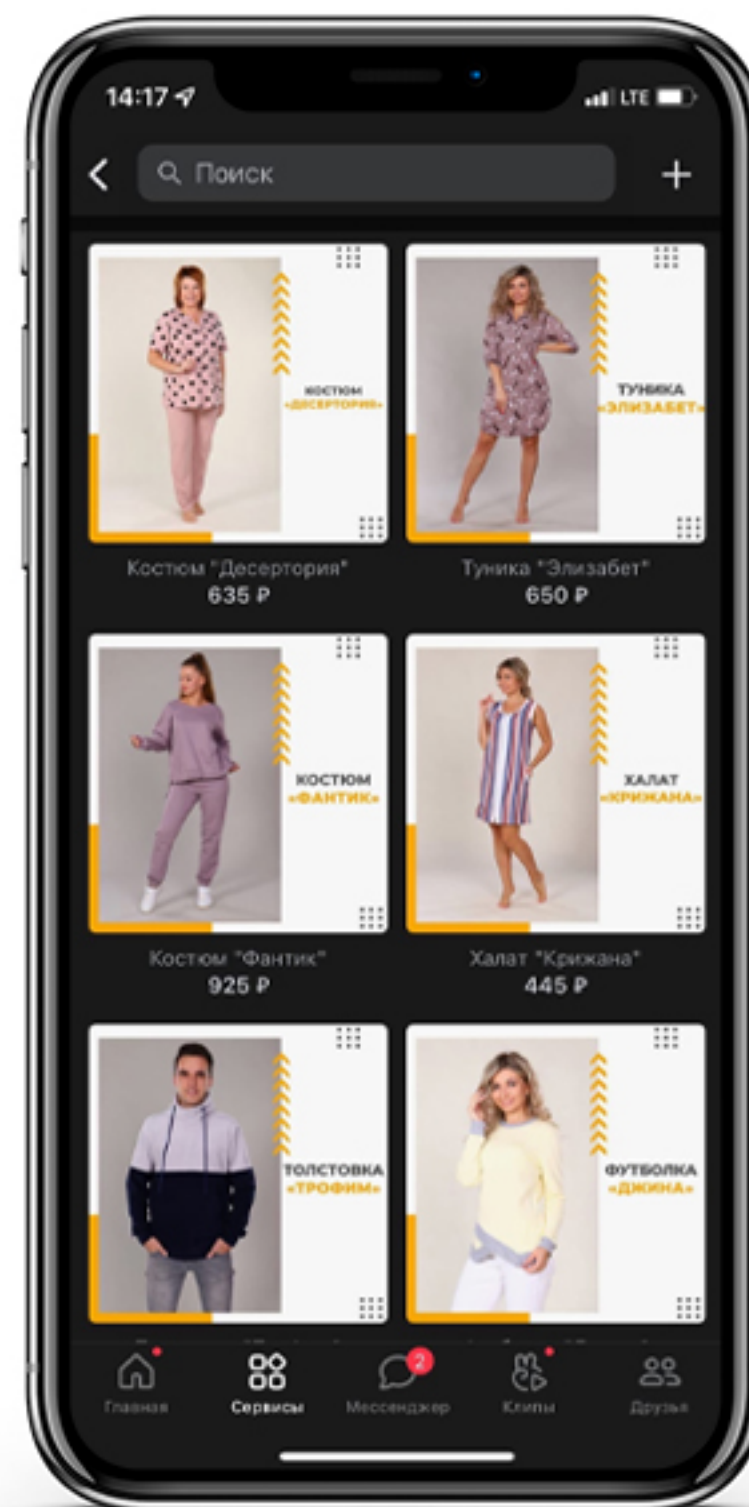 14:17
LTE
Поиск
КОСТЮМ
«ДЕСЕРТОРИЯ»
ТУНИКА
«ЭЛИЗАБЕТ»
Костюм "Десертория"
635 ₽
Туника "Элизабет"
650 ₽
КОСТЮМ
«ФАНТИК»
ХАЛАТ
«КРИЖАНА»
Костюм "Фантик"
925 ₽
Халат "Крижана"
445 ₽
ТОЛСТОВКА
«ТРОФИМ»
ФУТБОЛКА
«ДЖИНА»
2
Главная
Сервисы
Мессенджер
Клипы
Друзья